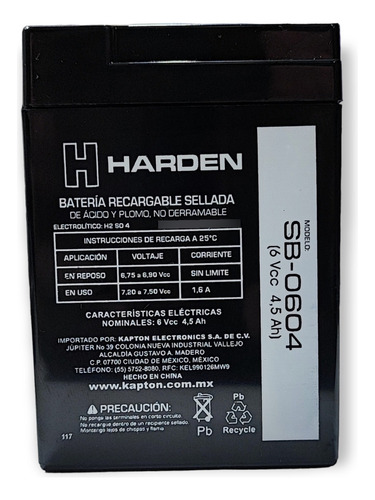 HARDEN
BATERÍA RECARGABLE SELLADA
DE ÁCIDO Y PLOMO, NO DERRAMABLE
ELECTROLÍTICO: H2 SO 4
INSTRUCCIONES DE RECARGA A 25°C
APLICACIÓN VOLTAJE CORRIENTE
EN REPOSO 6,75 a 6,90 Vcc SIN LIMITE
EN USO 7,20 a 7,50 Vcc 1,6 A
CARACTERÍSTICAS ELÉCTRICAS
NOMINALES: 6 Vcc 4,5 Ah
IMPORTADO POR: KAPTON ELECTRONICS S.A. DE C.V.
JÚPITER No 39 COLONIA NUEVA INDUSTRIAL VALLEJO
ALCALDÍA GUSTAVO A. MADERO
C.P. 07700 CIUDAD DE MÉXICO, MÉXICO
TELÉFONO: (55) 5752-8080, RFC: KEL990126MW9
HECHO EN CHINA
www.kapton.com.mx
PRECAUCIÓN:
No ponga las terminales en corto circuito.
No recargue dentro de un envase sellado.
Mantenga lejos de chispas y flama.
117
Pb
Pb
Recycle
MODELO:
SB-0604
(6 Vcc 4,5 Ah)